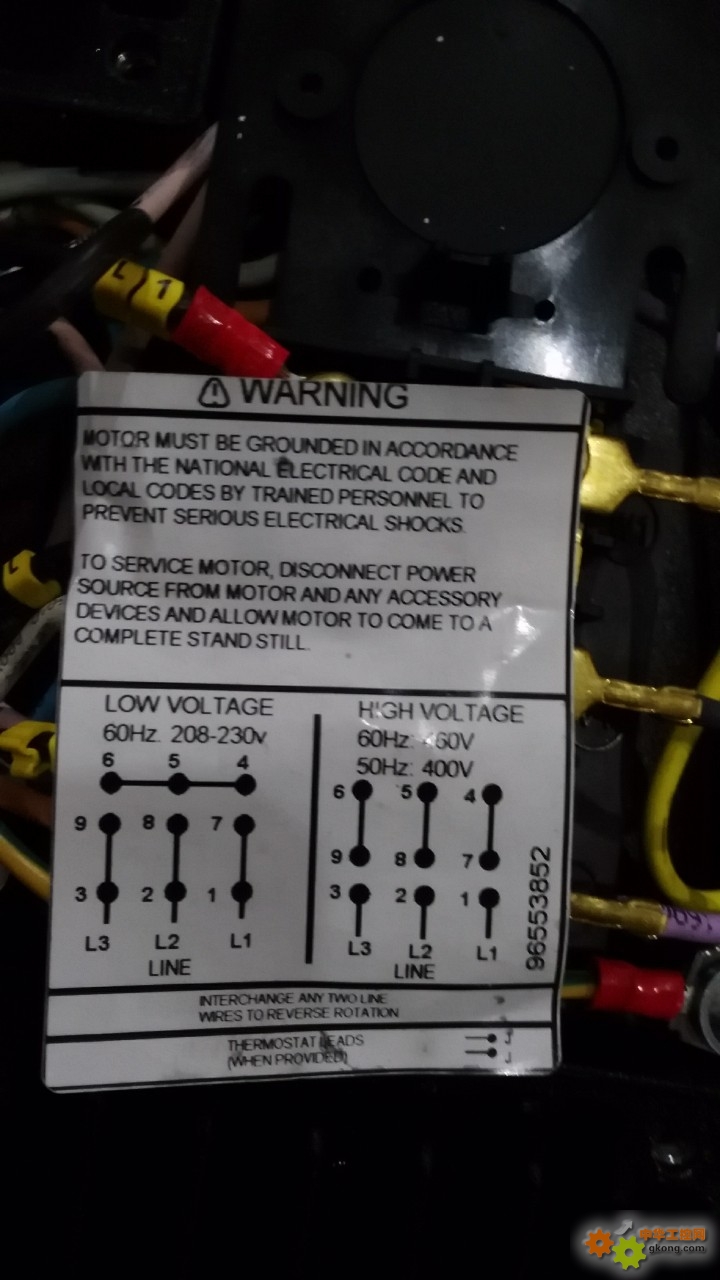 L 1
WARNING
MOTOR MUST BE GROUNDED IN ACCORDANCE
WITH THE NATIONAL ELECTRICAL CODE AND
LOCAL CODES BY TRAINED PERSONNEL TO
PREVENT SERIOUS ELECTRICAL SHOCKS.
TO SERVICE MOTOR, DISCONNECT POWER
SOURCE FROM MOTOR AND ANY ACCESSORY
DEVICES AND ALLOW MOTOR TO COME TO A
COMPLETE STAND STILL.
LOW VOLTAGE
60Hz. 208-230v
6 5 4
9 8 7
3 2 1
L3 L2 L1
LINE
HIGH VOLTAGE
60Hz: 460V
50Hz: 400V
6 5 4
9 8 7
3 2 1
L3 L2 L1
LINE
96553852
INTERCHANGE ANY TWO LINE
WIRES TO REVERSE ROTATION
THERMOSTAT LEADS
(WHEN PROVIDED)
J
J
中华工控网
gkong.com